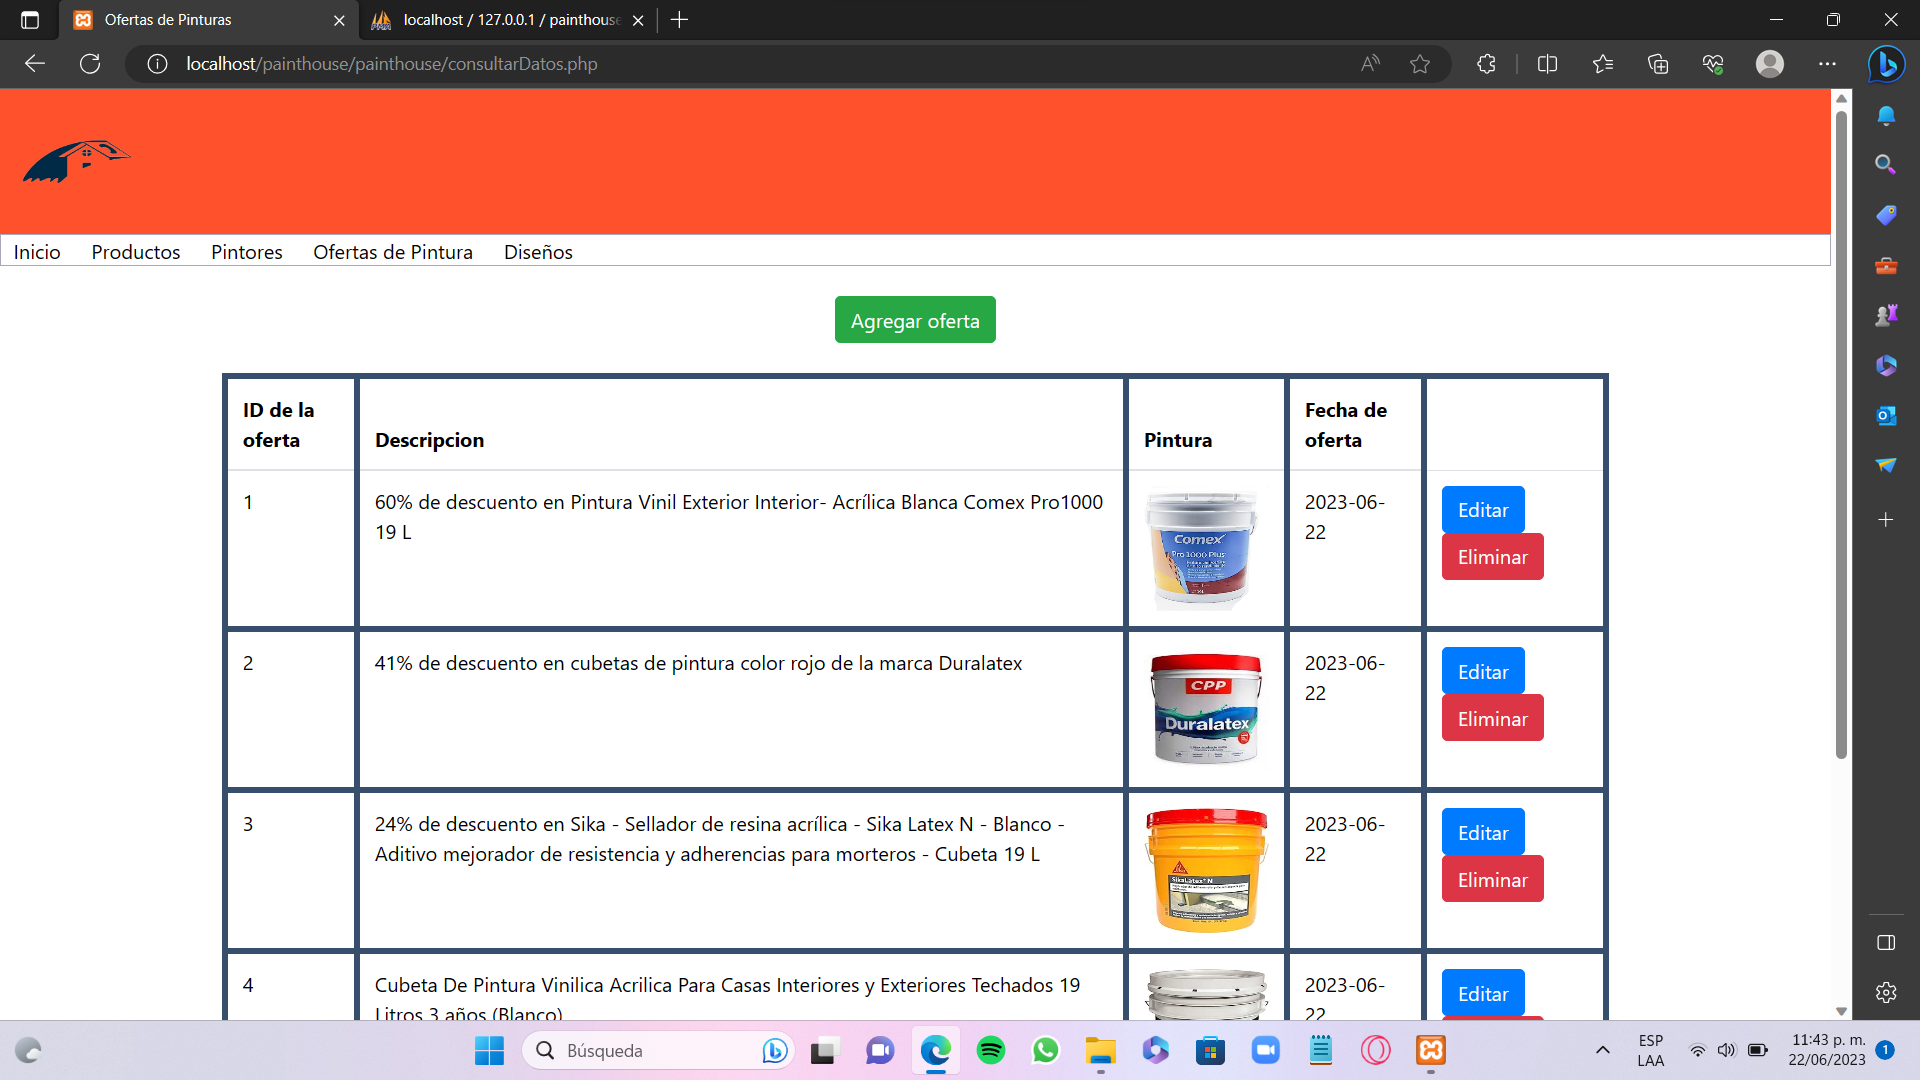 Ofertas de Pinturas
localhost / 127.0.0.1 / painthouse
localhost/painthouse/painthouse/consultarDatos.php
Inicio Productos Pintores Ofertas de Pintura Diseños
Agregar oferta
ID de la oferta
Descripcion
Pintura
Fecha de oferta
1
60% de descuento en Pintura Vinil Exterior Interior- Acrílica Blanca Comex Pro1000
19 L
Comex
Pro1000 Plus
2023-06-
22
Editar
Eliminar
2
41% de descuento en cubetas de pintura color rojo de la marca Duralatex
CPP
Duralatex
2023-06-
22
Editar
Eliminar
3
24% de descuento en Sika - Sellador de resina acrílica - Sika Latex N - Blanco -
Aditivo mejorador de resistencia y adherencias para morteros - Cubeta 19 L
SikaLatex® N
2023-06-
22
Editar
Eliminar
4
Cubeta De Pintura Vinilica Acrilica Para Casas Interiores y Exteriores Techados 19
Litros 3 años (Blanco)
2023-06-
22
Editar
Búsqueda
ESP
LAA
11:43 p. m.
22/06/2023
1